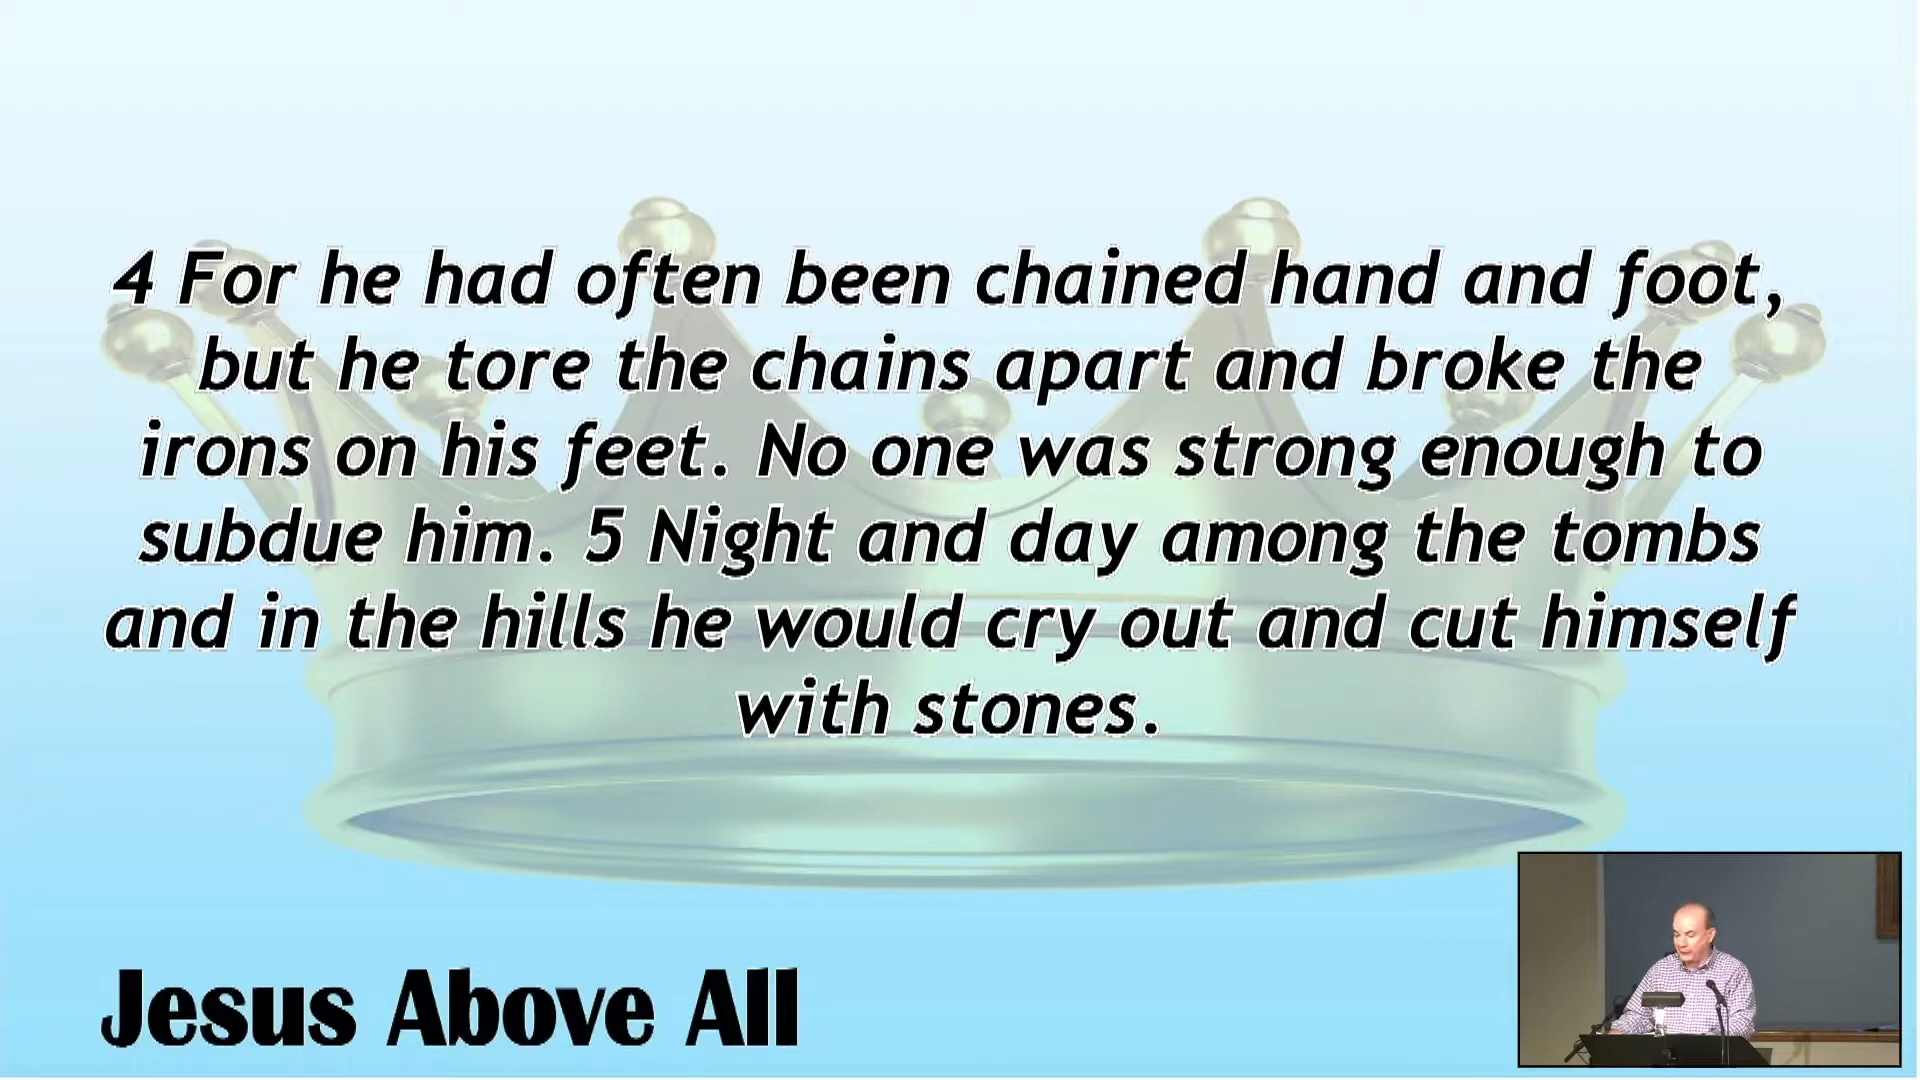 4 For he had often been chained hand and foot,
but he tore the chains apart and broke the
irons on his feet. No one was strong enough to
subdue him. 5 Night and day among the tombs
and in the hills he would cry out and cut himself
with stones.
Jesus Above All